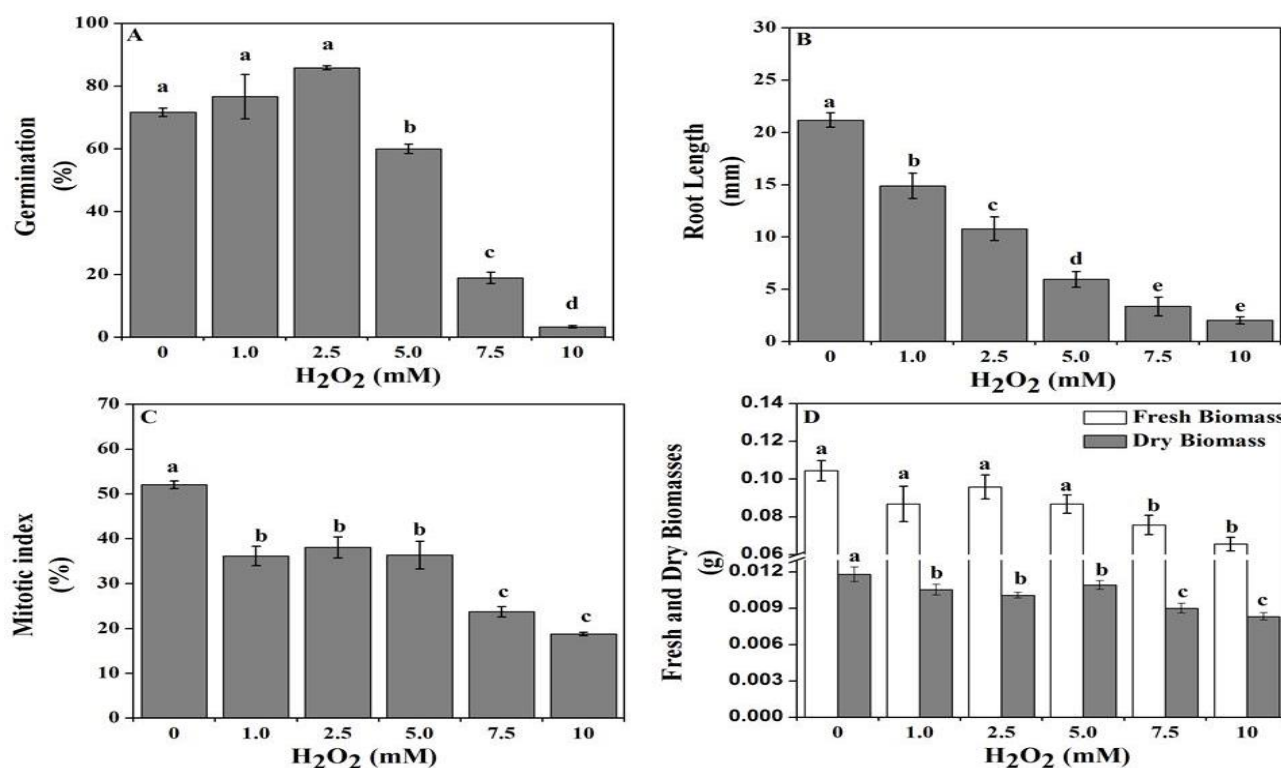 A
100
80
60
40
20
0
Germination
(%)
a
a
a
b
c
d
0 1.0 2.5 5.0 7.5 10
H₂O₂ (mM)
B
30
25
20
15
10
5
0
Root Length
(mm)
a
b
c
d
e
e
0 1.0 2.5 5.0 7.5 10
H₂O₂ (mM)
C
70
60
50
40
30
20
10
0
Mitotic index
(%)
a
b
b
b
c
c
0 1.0 2.5 5.0 7.5 10
H₂O₂ (mM)
D
Fresh Biomass
Dry Biomass
0.14
0.12
0.10
0.08
0.06
0.012
0.009
0.006
0.003
0.000
Fresh and Dry Biomasses
(g)
a
a
a
a
b
b
a
b
b
b
c
c
0 1.0 2.5 5.0 7.5 10
H₂O₂ (mM)